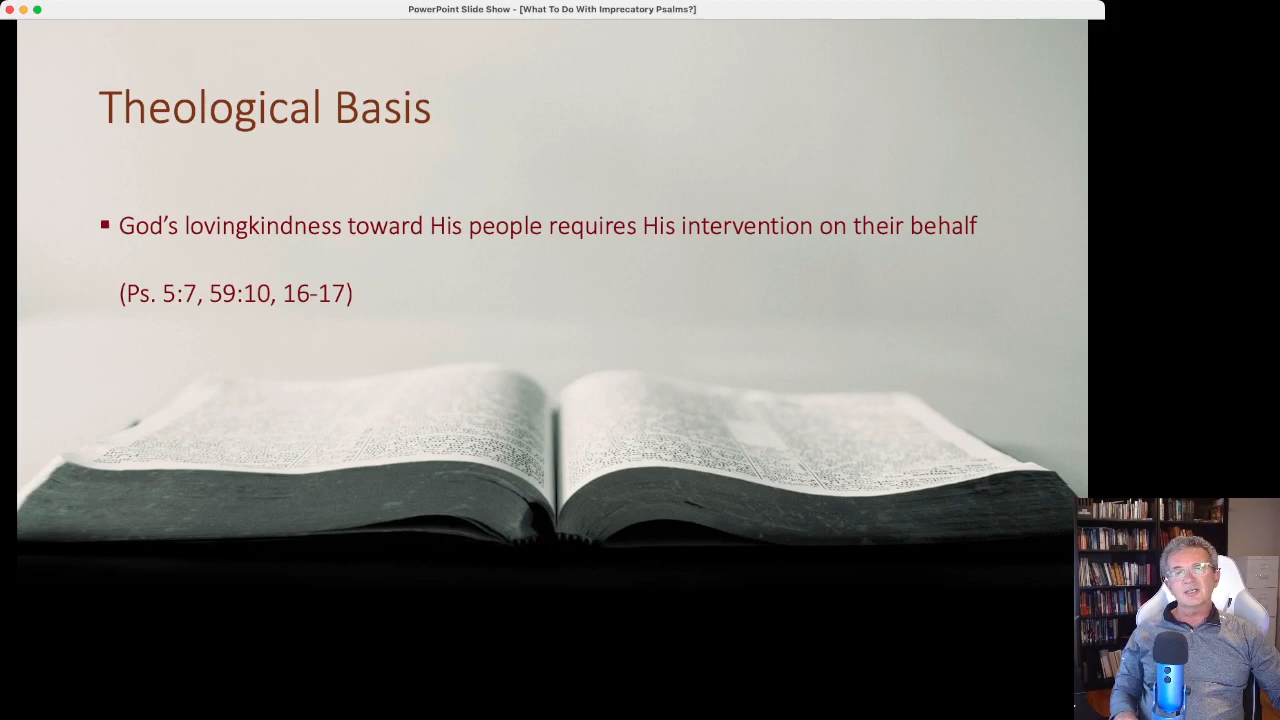 PowerPoint Slide Show - [What To Do With Imprecatory Psalms?]
Theological Basis
▪ God’s lovingkindness toward His people requires His intervention on their behalf
(Ps. 5:7, 59:10, 16-17)